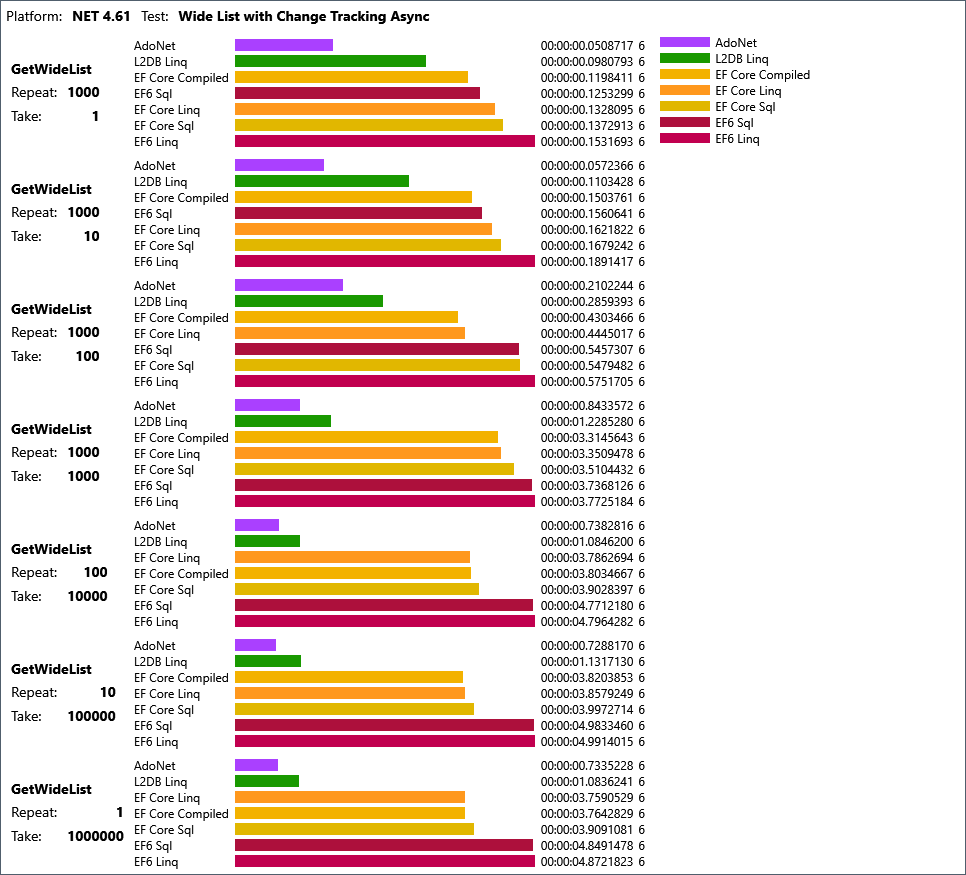 Platform: NET 4.61 Test: Wide List with Change Tracking Async
AdoNet
L2DB Linq
EF Core Compiled
EF Core Linq
EF Core Sql
EF6 Sql
EF6 Linq
GetWideList
Repeat: 1000
Take: 1
AdoNet 00:00:00.0508717 6
L2DB Linq 00:00:00.0980793 6
EF Core Compiled 00:00:00.1198411 6
EF6 Sql 00:00:00.1253299 6
EF Core Linq 00:00:00.1328095 6
EF Core Sql 00:00:00.1372913 6
EF6 Linq 00:00:00.1531693 6
GetWideList
Repeat: 1000
Take: 10
AdoNet 00:00:00.0572366 6
L2DB Linq 00:00:00.1103428 6
EF Core Compiled 00:00:00.1503761 6
EF6 Sql 00:00:00.1560641 6
EF Core Linq 00:00:00.1621822 6
EF Core Sql 00:00:00.1679242 6
EF6 Linq 00:00:00.1891417 6
GetWideList
Repeat: 1000
Take: 100
AdoNet 00:00:00.2102244 6
L2DB Linq 00:00:00.2859393 6
EF Core Compiled 00:00:00.4303466 6
EF Core Linq 00:00:00.4445017 6
EF6 Sql 00:00:00.5457307 6
EF Core Sql 00:00:00.5479482 6
EF6 Linq 00:00:00.5751705 6
GetWideList
Repeat: 1000
Take: 1000
AdoNet 00:00:00.8433572 6
L2DB Linq 00:00:01.2285280 6
EF Core Compiled 00:00:03.3145643 6
EF Core Linq 00:00:03.3509478 6
EF Core Sql 00:00:03.5104432 6
EF6 Sql 00:00:03.7368126 6
EF6 Linq 00:00:03.7725184 6
GetWideList
Repeat: 100
Take: 10000
AdoNet 00:00:00.7382816 6
L2DB Linq 00:00:01.0846200 6
EF Core Linq 00:00:03.7862694 6
EF Core Compiled 00:00:03.8034667 6
EF Core Sql 00:00:03.9028397 6
EF6 Sql 00:00:04.7712180 6
EF6 Linq 00:00:04.7964282 6
GetWideList
Repeat: 10
Take: 100000
AdoNet 00:00:00.7288170 6
L2DB Linq 00:00:01.1317130 6
EF Core Compiled 00:00:03.8203853 6
EF Core Linq 00:00:03.8579249 6
EF Core Sql 00:00:03.9972714 6
EF6 Sql 00:00:04.9833460 6
EF6 Linq 00:00:04.9914015 6
GetWideList
Repeat: 1
Take: 1000000
AdoNet 00:00:00.7335228 6
L2DB Linq 00:00:01.0836241 6
EF Core Linq 00:00:03.7590529 6
EF Core Compiled 00:00:03.7642829 6
EF Core Sql 00:00:03.9091081 6
EF6 Sql 00:00:04.8491478 6
EF6 Linq 00:00:04.8721823 6